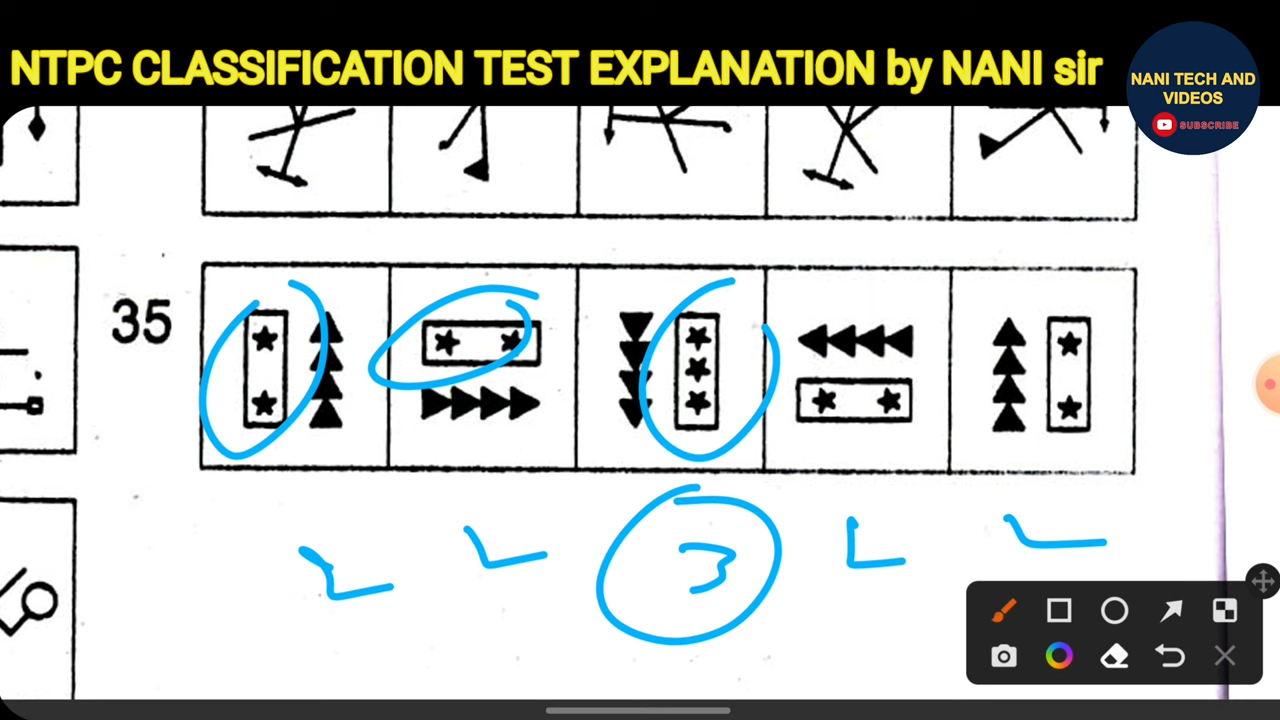 NTPC CLASSIFICATION TEST EXPLANATION by NANI sir
NANI TECH AND
VIDEOS
SUBSCRIBE
35
3